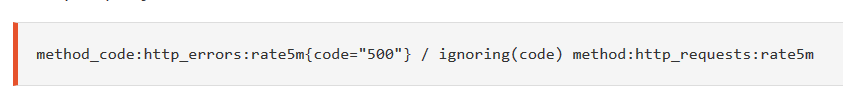 method_code:http_errors:rate5m{code="500"} / ignoring(code) method:http_requests:rate5m